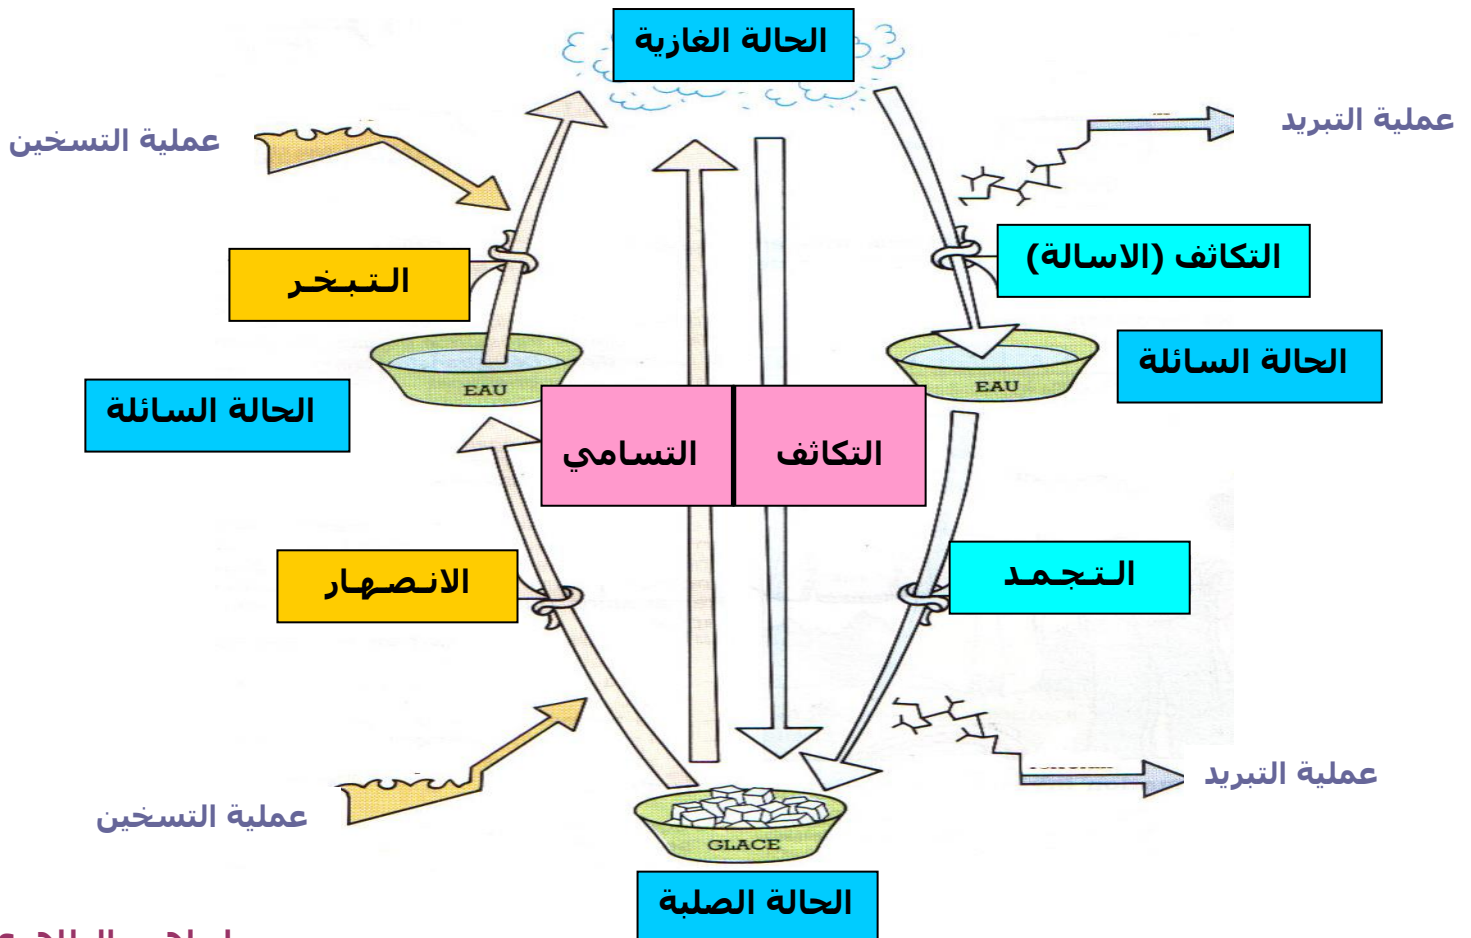 الحالة الغازية
عملية التبريد
عملية التسخين
التكاثف (الاسالة)
التبخر
الحالة السائلة
EAU
EAU
الحالة السائلة
التكاثف
التسامي
التجمد
الانصهار
عملية التبريد
عملية التسخين
GLACE
الحالة الصلبة